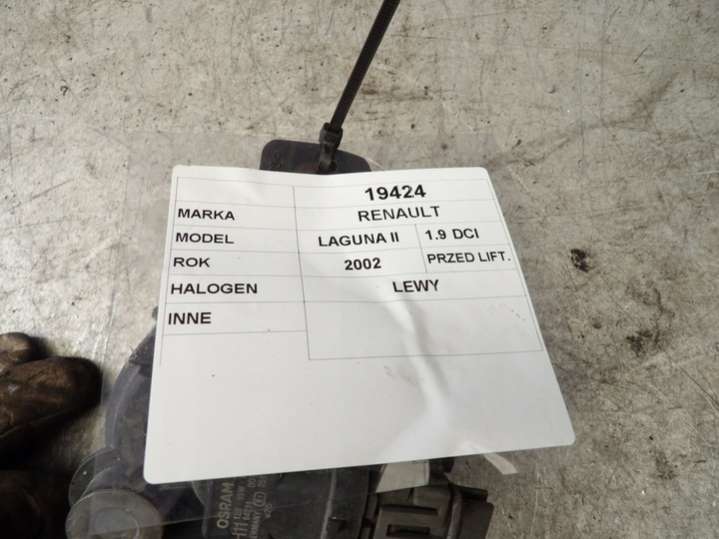 19424
MARKA RENAULT
MODEL LAGUNA II 1.9 DCI
ROK 2002 PRZED LIFT.
HALOGEN LEWY
INNE
OSRAM